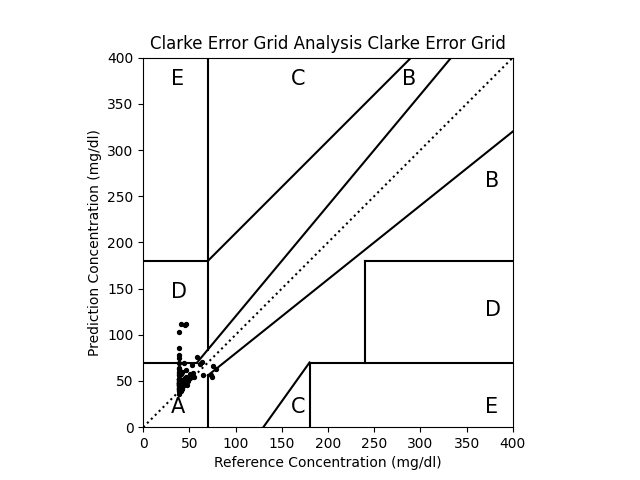 Clarke Error Grid Analysis Clarke Error Grid
400
350
300
250
200
150
100
50
0
Prediction Concentration (mg/dl)
E
C
B
B
D
D
A
C
E
0
50
100
150
200
250
300
350
400
Reference Concentration (mg/dl)